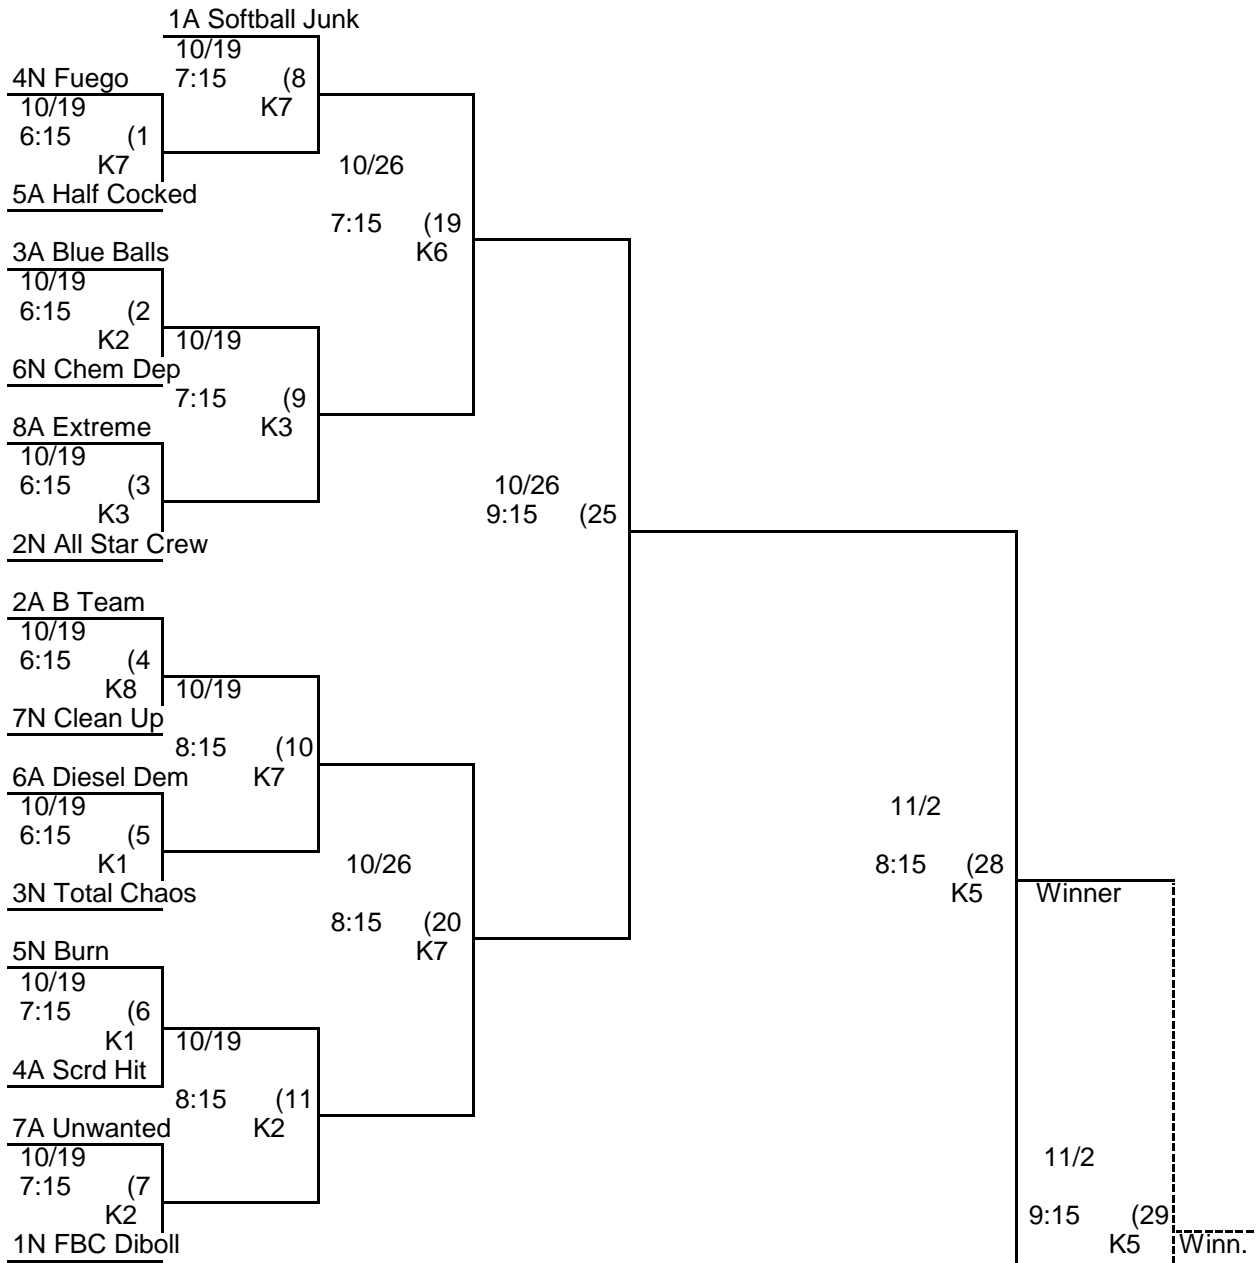 1A Softball Junk
10/19
4N Fuego
7:15 (8
10/19
K7
6:15 (1
K7
10/26
5A Half Cocked
7:15 (19
3A Blue Balls
K6
10/19
6:15 (2
K2
10/19
6N Chem Dep
7:15 (9
8A Extreme
K3
10/19
6:15 (3
10/26
K3
9:15 (25
2N All Star Crew
2A B Team
10/19
6:15 (4
K8
10/19
7N Clean Up
8:15 (10
6A Diesel Dem
K7
10/19
11/2
6:15 (5
K1
10/26
8:15 (28
3N Total Chaos
K5
Winner
8:15 (20
5N Burn
K7
10/19
7:15 (6
K1
10/19
4A Scrd Hit
8:15 (11
7A Unwanted
K2
10/19
11/2
7:15 (7
K2
9:15 (29
1N FBC Diboll
K5
Winn.